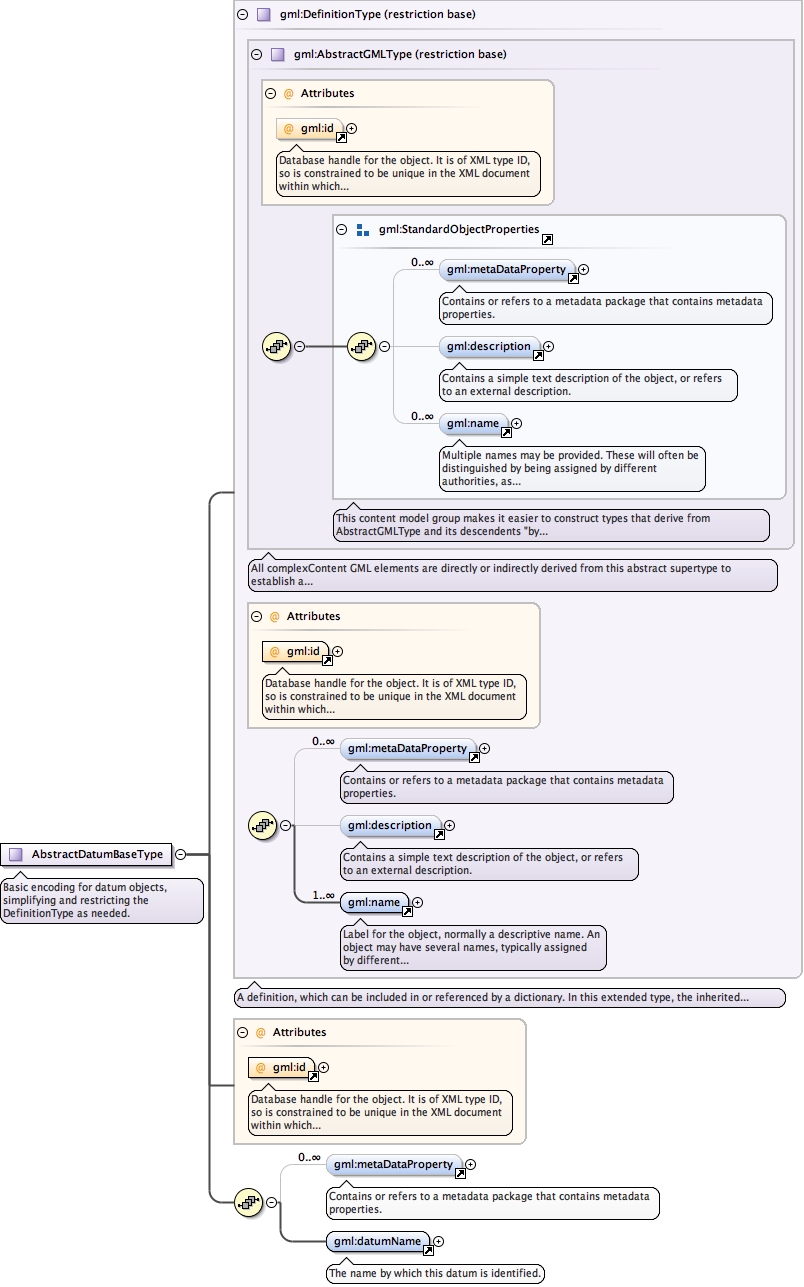 gml:DefinitionType (restriction base)
gml:AbstractGMLType (restriction base)
@ Attributes
@ gml:id
Database handle for the object. It is of XML type ID,
so is constrained to be unique in the XML document
within which...
gml:StandardObjectProperties
0..∞
gml:metaDataProperty
Contains or refers to a metadata package that contains metadata
properties.
gml:description
Contains a simple text description of the object, or refers
to an external description.
0..∞
gml:name
Multiple names may be provided. These will often be
distinguished by being assigned by different
authorities, as...
This content model group makes it easier to construct types that derive from
AbstractGMLType and its descendents "by...
All complexContent GML elements are directly or indirectly derived from this abstract supertype to
establish a...
@ Attributes
@ gml:id
Database handle for the object. It is of XML type ID,
so is constrained to be unique in the XML document
within which...
0..∞
gml:metaDataProperty
Contains or refers to a metadata package that contains metadata
properties.
gml:description
Contains a simple text description of the object, or refers
to an external description.
1..∞
gml:name
Label for the object, normally a descriptive name. An
object may have several names, typically assigned
by different...
AbstractDatumBaseType
Basic encoding for datum objects,
simplifying and restricting the
DefinitionType as needed.
A definition, which can be included in or referenced by a dictionary. In this extended type, the inherited...
@ Attributes
@ gml:id
Database handle for the object. It is of XML type ID,
so is constrained to be unique in the XML document
within which...
0..∞
gml:metaDataProperty
Contains or refers to a metadata package that contains metadata
properties.
gml:datumName
The name by which this datum is identified.